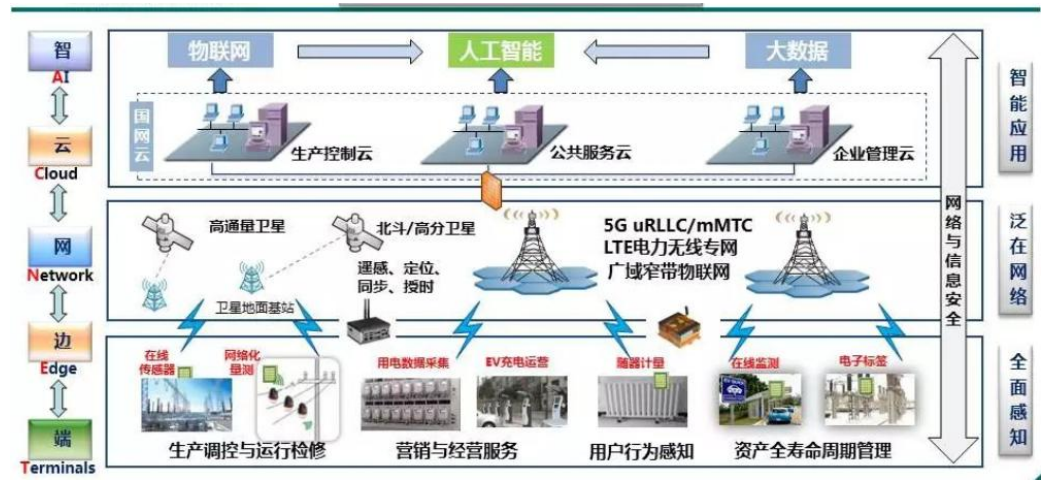 智
AI
云
Cloud
网
Network
边
Edge
端
Terminals
物联网
人工智能
大数据
国网云
生产控制云
公共服务云
企业管理云
高通量卫星
北斗/高分卫星
遥感、定位、
同步、授时
卫星地面基站
5G uRLLC/mMTC
LTE电力无线专网
广域窄带物联网
在线
传感器
网络化
量测
用电数据采集
EV充电运营
随器计量
在线监测
电子标签
生产调控与运行检修
营销与经营服务
用户行为感知
资产全寿命周期管理
网络与信息安全
智能应用
泛在网络
全面感知